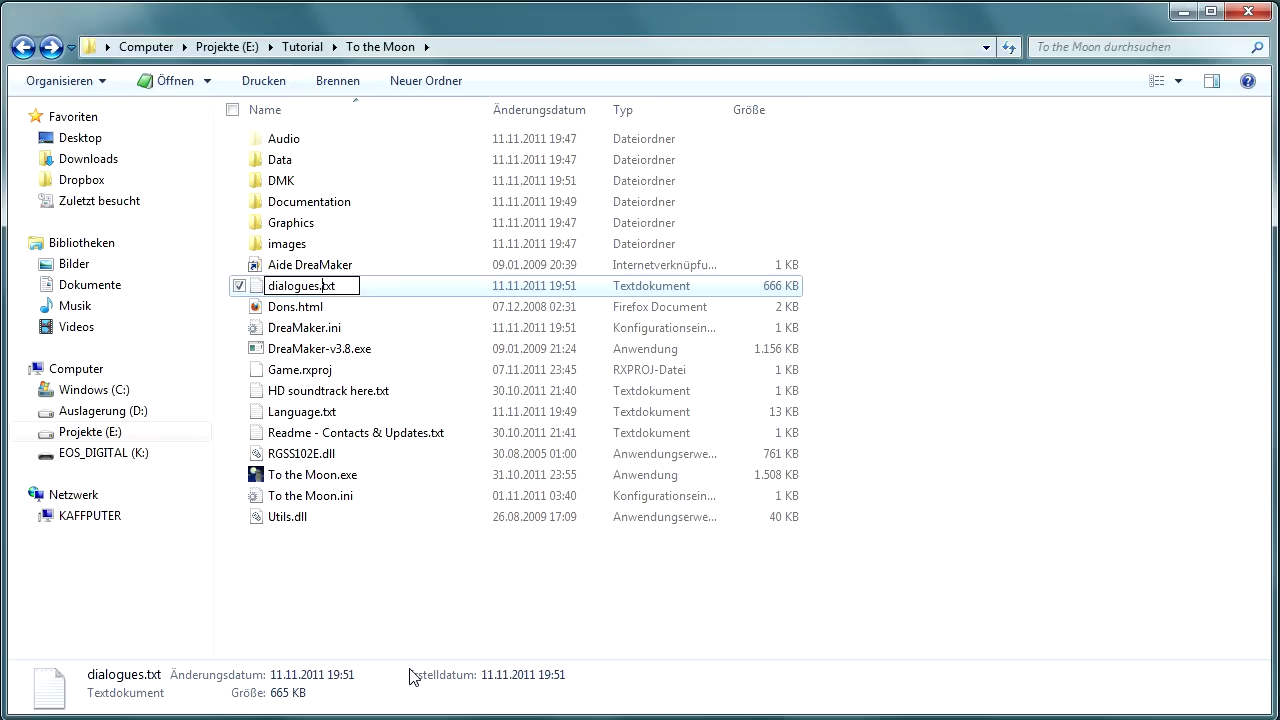 Computer Projekte (E:) Tutorial To the Moon To the Moon durchsuchen
Organisieren Öffnen Drucken Brennen Neuer Ordner
Favoriten
Desktop
Downloads
Dropbox
Zuletzt besucht
Bibliotheken
Bilder
Dokumente
Musik
Videos
Computer
Windows (C:)
Auslagerung (D:)
Projekte (E:)
EOS_DIGITAL (K:)
Netzwerk
KAFFPUTER
Name Änderungsdatum Typ Größe
Audio 11.11.2011 19:47 Dateiordner
Data 11.11.2011 19:47 Dateiordner
DMK 11.11.2011 19:51 Dateiordner
Documentation 11.11.2011 19:49 Dateiordner
Graphics 11.11.2011 19:47 Dateiordner
images 11.11.2011 19:47 Dateiordner
Aide DreaMaker 09.01.2009 20:39 Internetverknüpfu... 1 KB
dialogues.txt 11.11.2011 19:51 Textdokument 666 KB
Dons.html 07.12.2008 02:31 Firefox Document 2 KB
DreaMaker.ini 11.11.2011 19:51 Konfigurationsein... 1 KB
DreaMaker-v3.8.exe 09.01.2009 21:24 Anwendung 1.156 KB
Game.rxproj 07.11.2011 23:45 RXPROJ-Datei 1 KB
HD soundtrack here.txt 30.10.2011 21:40 Textdokument 1 KB
Language.txt 11.11.2011 19:49 Textdokument 13 KB
Readme - Contacts & Updates.txt 30.10.2011 21:41 Textdokument 1 KB
RGSS102E.dll 30.08.2005 01:00 Anwendungserwe... 761 KB
To the Moon.exe 31.10.2011 23:55 Anwendung 1.508 KB
To the Moon.ini 01.11.2011 03:40 Konfigurationsein... 1 KB
Utils.dll 26.08.2009 17:09 Anwendungserwe... 40 KB
dialogues.txt Änderungsdatum: 11.11.2011 19:51 11.11.2011 19:51
Textdokument Größe: 665 KB